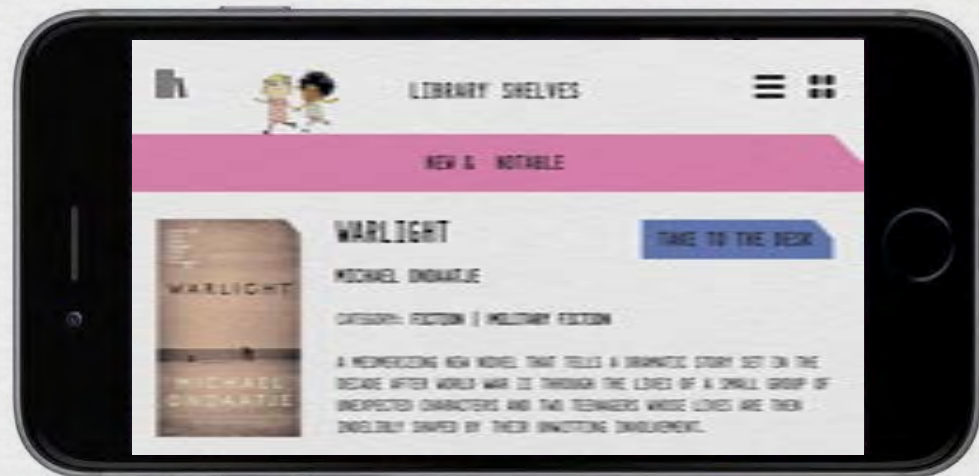 LIBRARY SHELVES
NEW & NOTABLE
WARLIGHT
TAKE TO THE DESK
MICHAEL ONDAATJE
CATEGORY: FICTION | MILITARY FICTION
A MESMERIZING NEW NOVEL THAT TELLS A DRAMATIC STORY SET IN THE
DECADE AFTER WORLD WAR II THROUGH THE LIVES OF A SMALL GROUP OF
UNEXPECTED CHARACTERS AND TWO TEENAGERS WHOSE LIVES ARE THEN
INDELIBLY SHAPED BY THEIR UNWITTING INVOLVEMENT.
WARLIGHT
MICHAEL
ONDAATJE